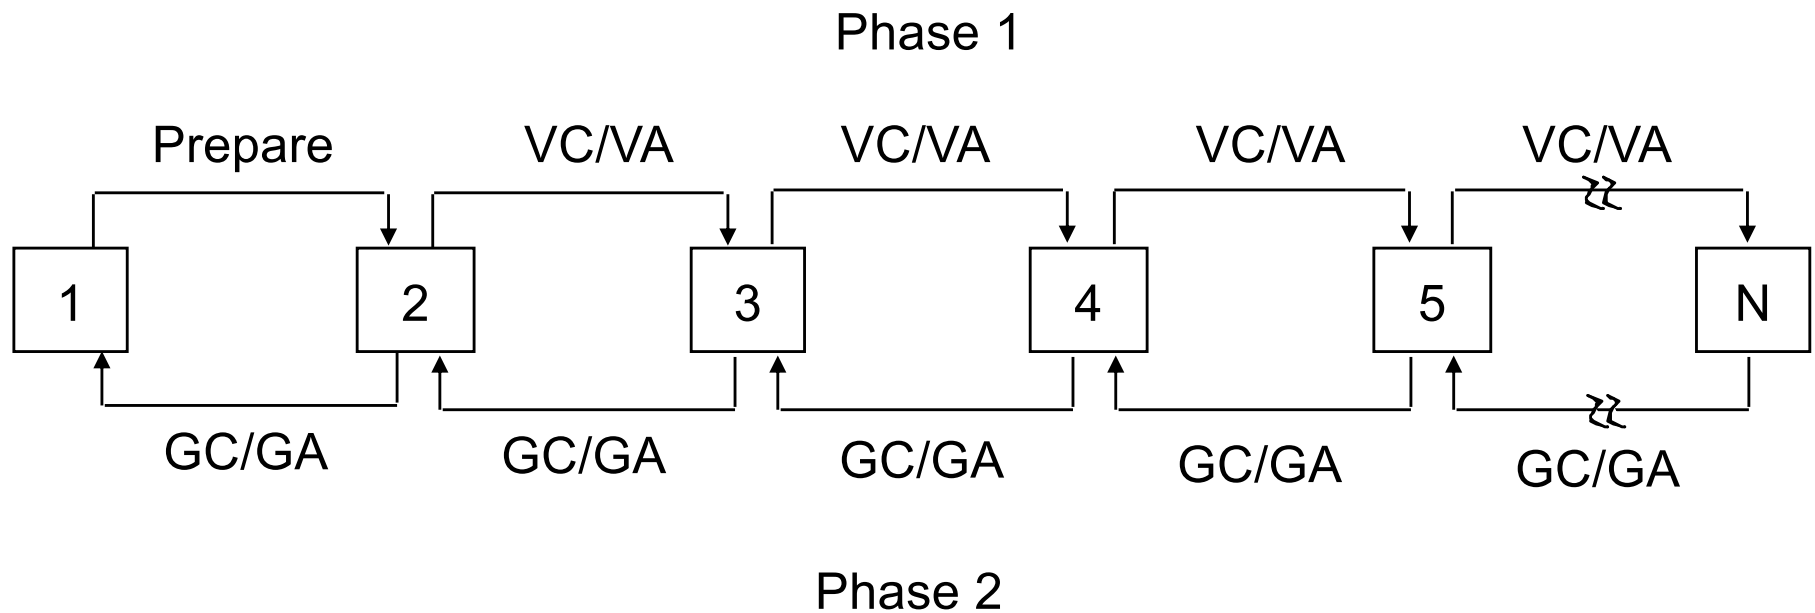 Phase 1
Prepare VC/VA VC/VA VC/VA VC/VA
1 2 3 4 5 N
GC/GA GC/GA GC/GA GC/GA GC/GA
Phase 2